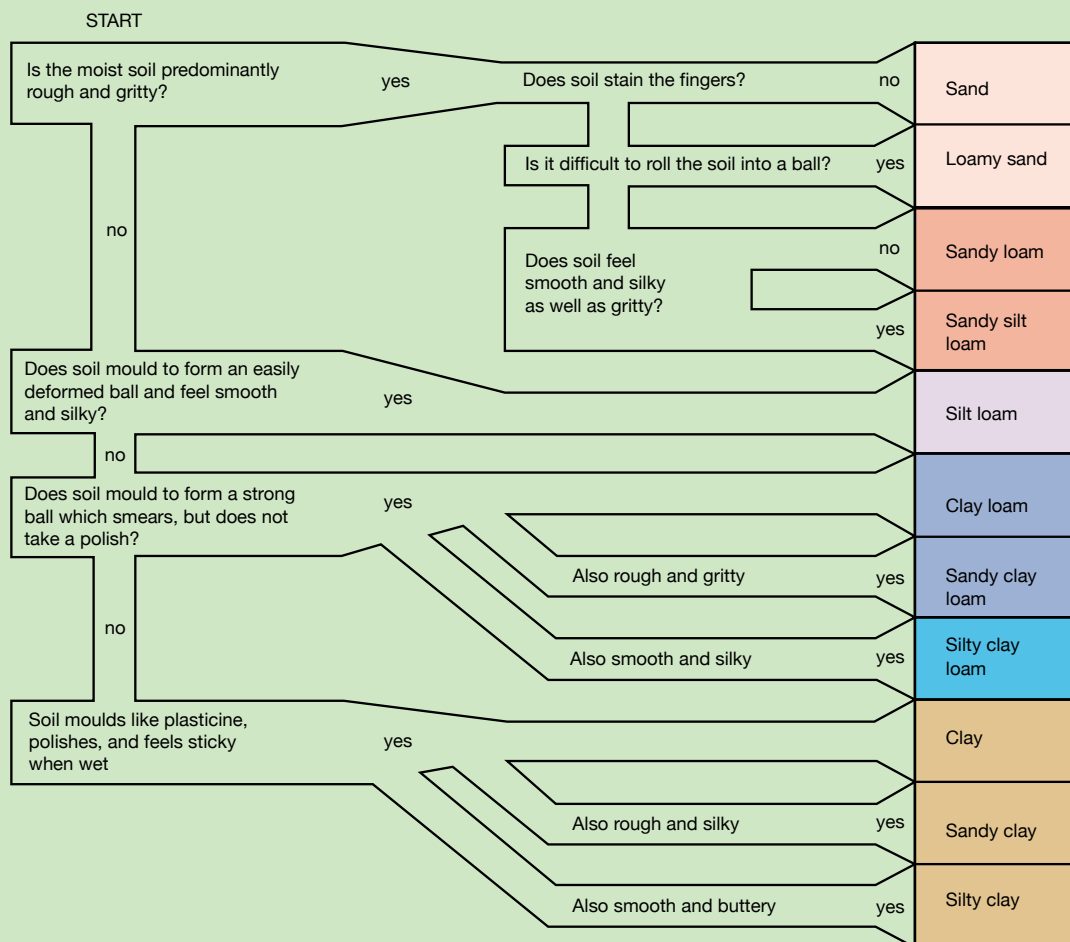 START
Is the moist soil predominantly
rough and gritty?
yes
Does soil stain the fingers?
no
Sand
Is it difficult to roll the soil into a ball?
yes
Loamy sand
no
Does soil feel
smooth and silky
as well as gritty?
no
Sandy loam
yes
Sandy silt
loam
Does soil mould to form an easily
deformed ball and feel smooth
and silky?
yes
Silt loam
no
Does soil mould to form a strong
ball which smears, but does not
take a polish?
yes
Clay loam
Also rough and gritty
yes
Sandy clay
loam
no
Also smooth and silky
yes
Silty clay
loam
Soil moulds like plasticine,
polishes, and feels sticky
when wet
yes
Clay
Also rough and silky
yes
Sandy clay
Also smooth and buttery
yes
Silty clay